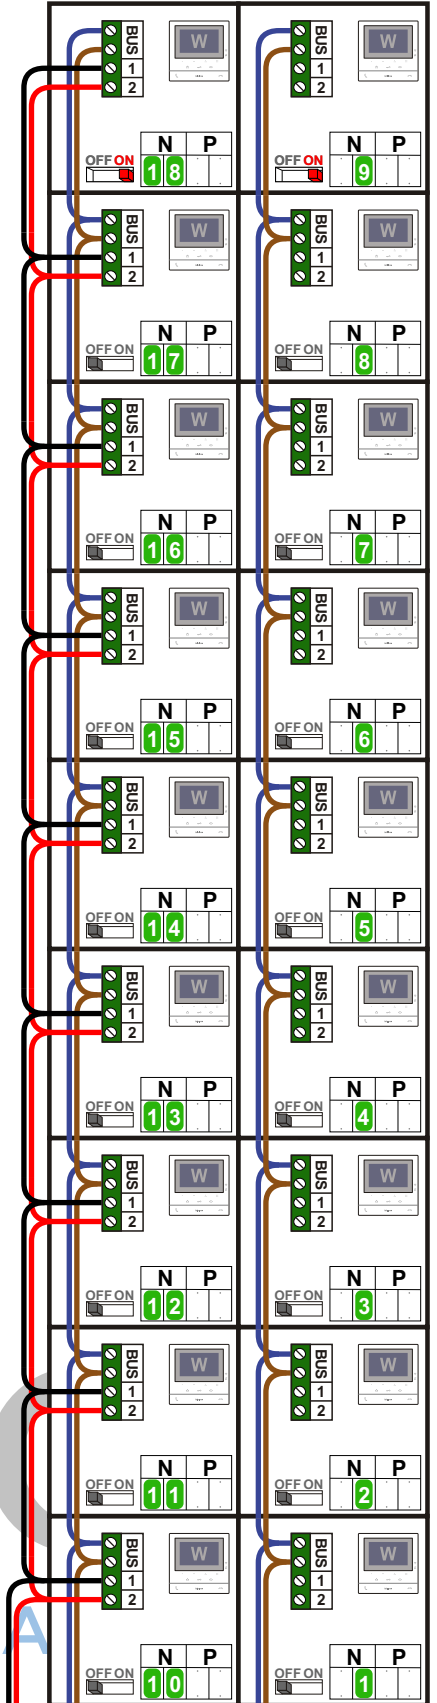 BUS W BUS W
1 1
2 2
N P N P
OFF ON 18 OFF ON 9
BUS W BUS W
1 1
2 2
N P N P
OFF ON 17 OFF ON 8
BUS W BUS W
1 1
2 2
N P N P
OFF ON 16 OFF ON 7
BUS W BUS W
1 1
2 2
N P N P
OFF ON 15 OFF ON 6
BUS W BUS W
1 1
2 2
N P N P
OFF ON 14 OFF ON 5
BUS W BUS W
1 1
2 2
N P N P
OFF ON 13 OFF ON 4
BUS W BUS W
1 1
2 2
N P N P
OFF ON 12 OFF ON 3
BUS W BUS W
1 1
2 2
N P N P
OFF ON 11 OFF ON 2
BUS W BUS W
1 1
2 2
A
N P N P
OFF ON 10 OFF ON 1